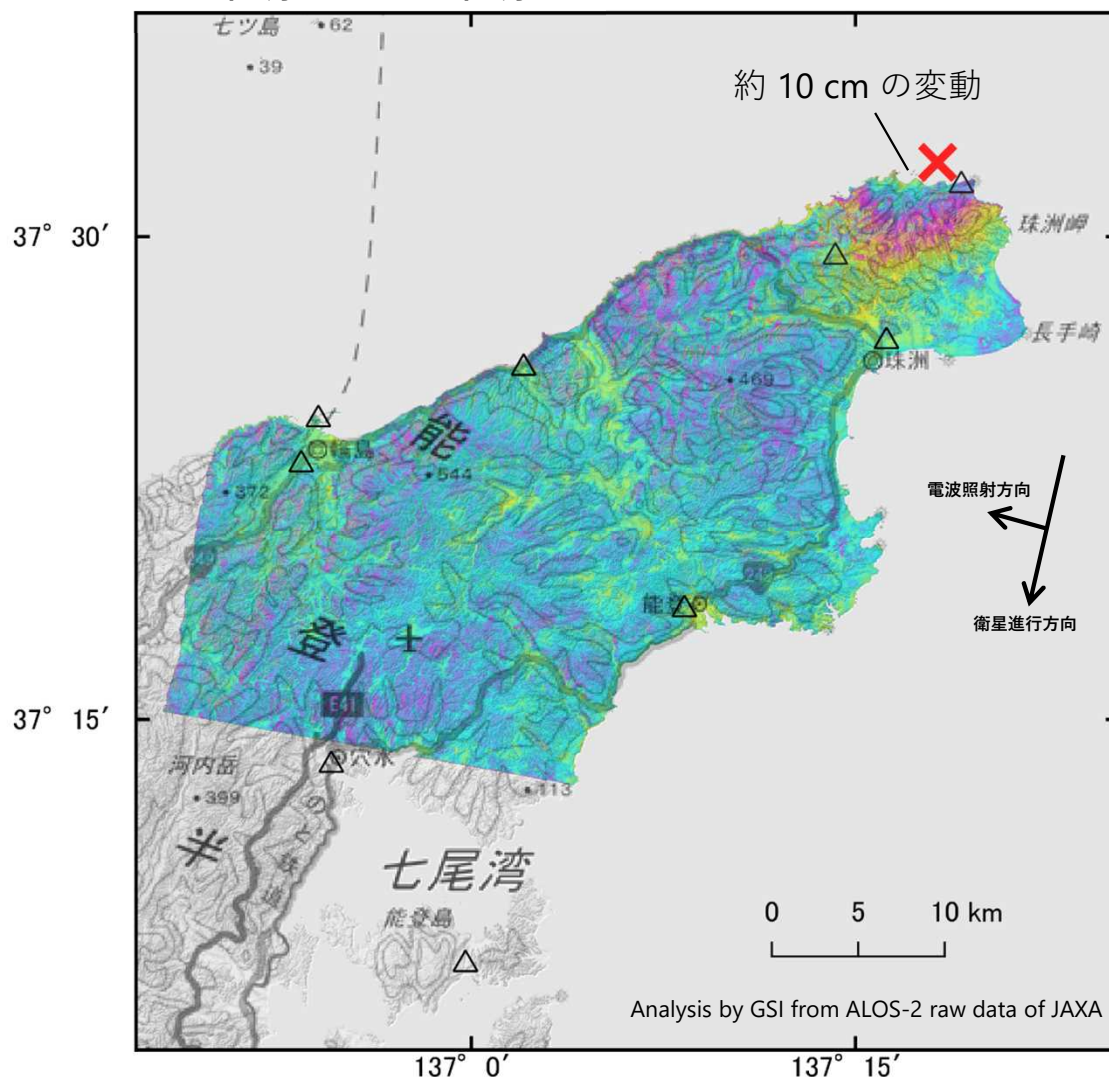 七ツ島
62
39
約 10 cm の変動
37° 30′
珠洲岬
長手崎
珠洲
469
能
輪島
544
372
電波照射方向
249
能登
衛星進行方向
登
E41
37° 15′
穴水
河内岳
399
113
のと鉄道
半
七尾湾
能登島
0 5 10 km
Analysis by GSI from ALOS-2 raw data of JAXA
137° 0′
137° 15′